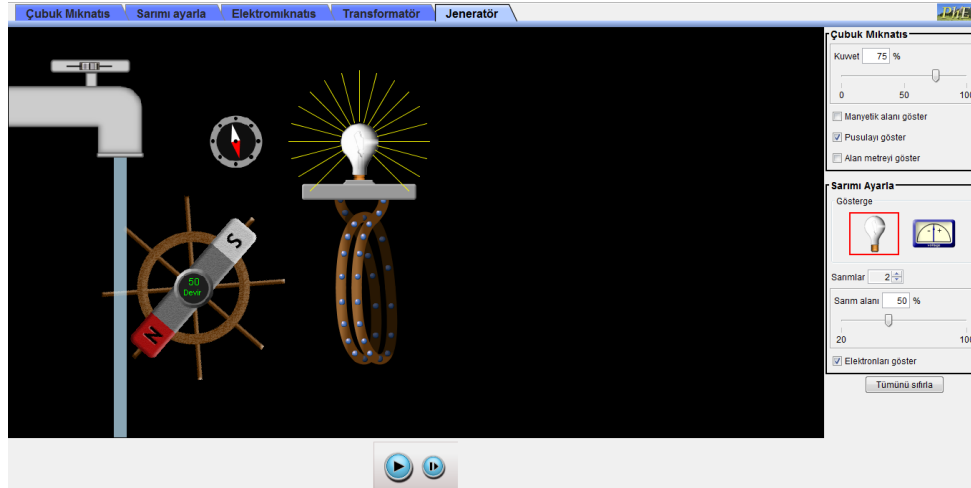 Çubuk Mıknatıs Sarımı ayarla Elektromıknatıs Transformatör Jeneratör
Çubuk Mıknatıs
Kuvvet 75 %
0 50 100
Manyetik alanı göster
Pusulayı göster
Alan metreyi göster
Sarımı Ayarla
Gösterge
- +
Sarımlar 2
Sarım alanı 50 %
20 100
Elektronları göster
Tümünü sıfırla
S
50
Devir
N